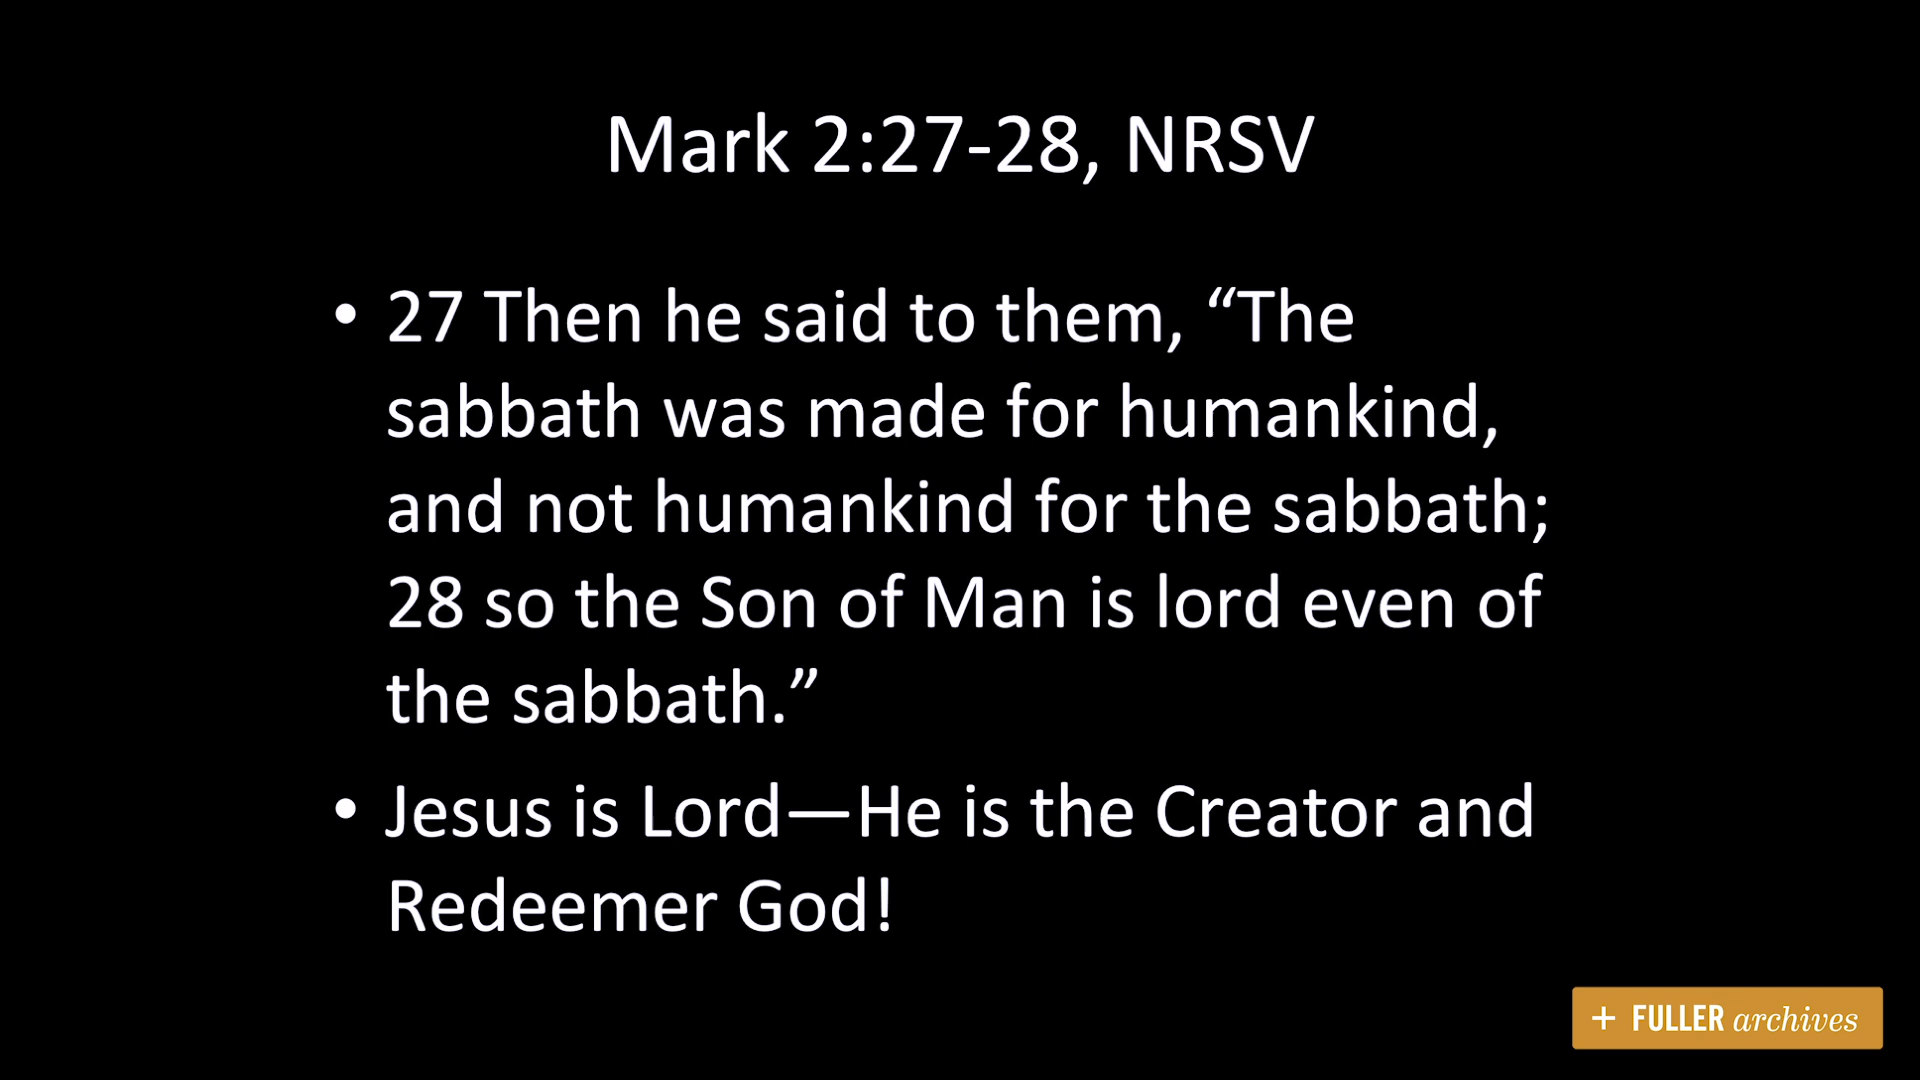 Mark 2:27-28, NRSV
• 27 Then he said to them, “The
sabbath was made for humankind,
and not humankind for the sabbath;
28 so the Son of Man is lord even of
the sabbath.”
• Jesus is Lord—He is the Creator and
Redeemer God!
+ FULLER archives